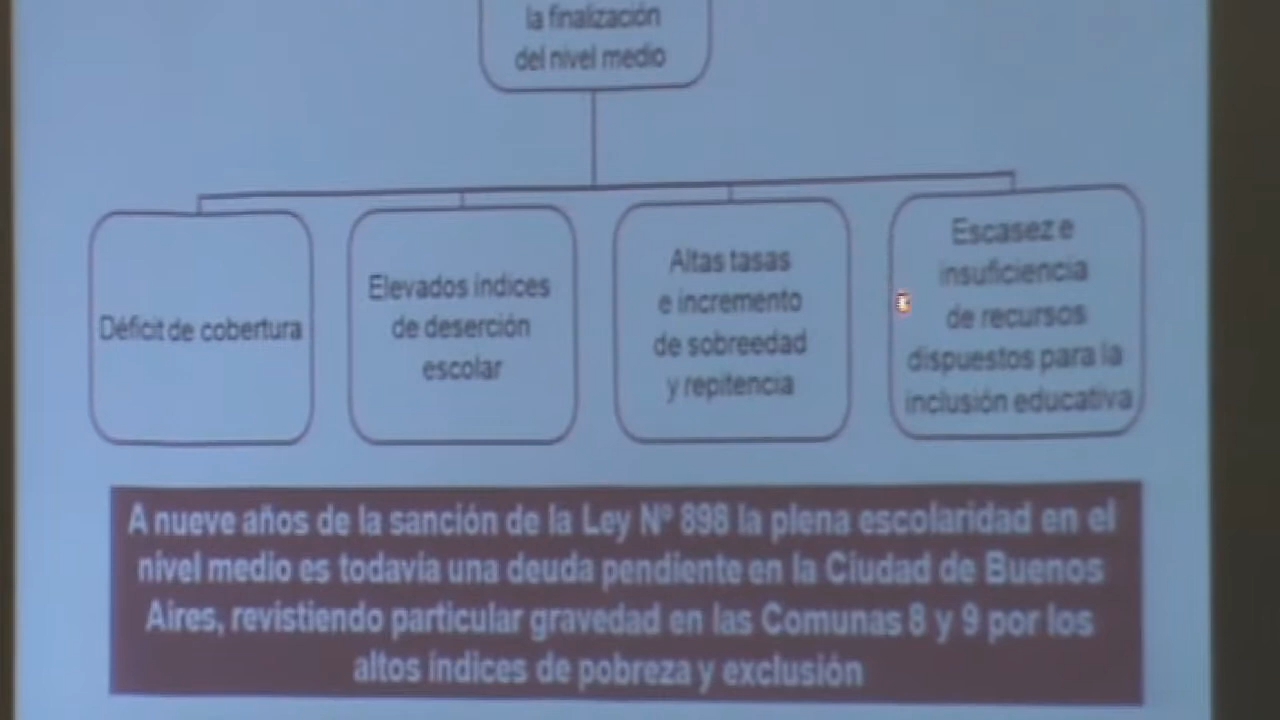 la finalización
del nivel medio
Déficit de cobertura
Elevados índices
de deserción
escolar
Altas tasas
e incremento
de sobreedad
y repitencia
Escasez e
insuficiencia
de recursos
dispuestos para la
inclusión educativa
A nueve años de la sanción de la Ley Nº 898 la plena escolaridad en el
nivel medio es todavía una deuda pendiente en la Ciudad de Buenos
Aires, revistiendo particular gravedad en las Comunas 8 y 9 por los
altos índices de pobreza y exclusión